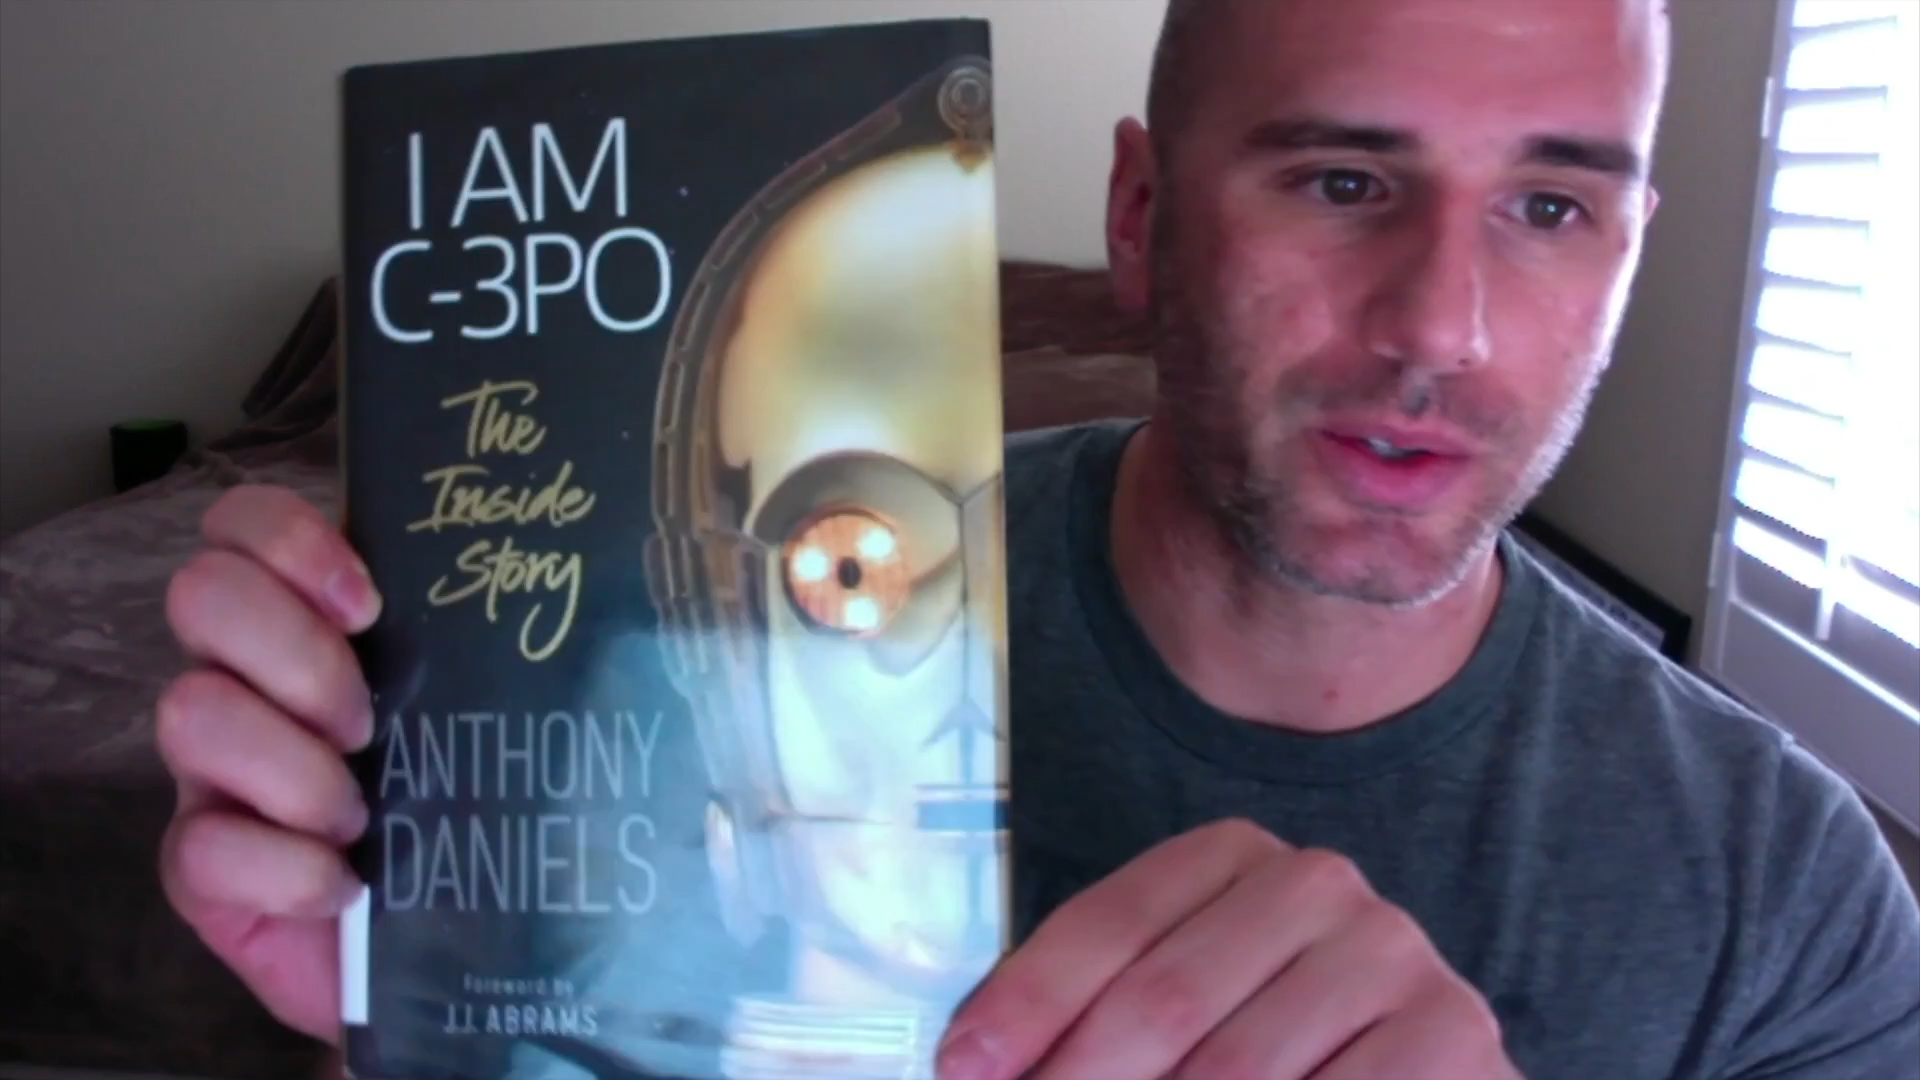 I AM
C-3PO
The
Inside
Story
ANTHONY
DANIELS
Foreword by
J.J. ABRAMS